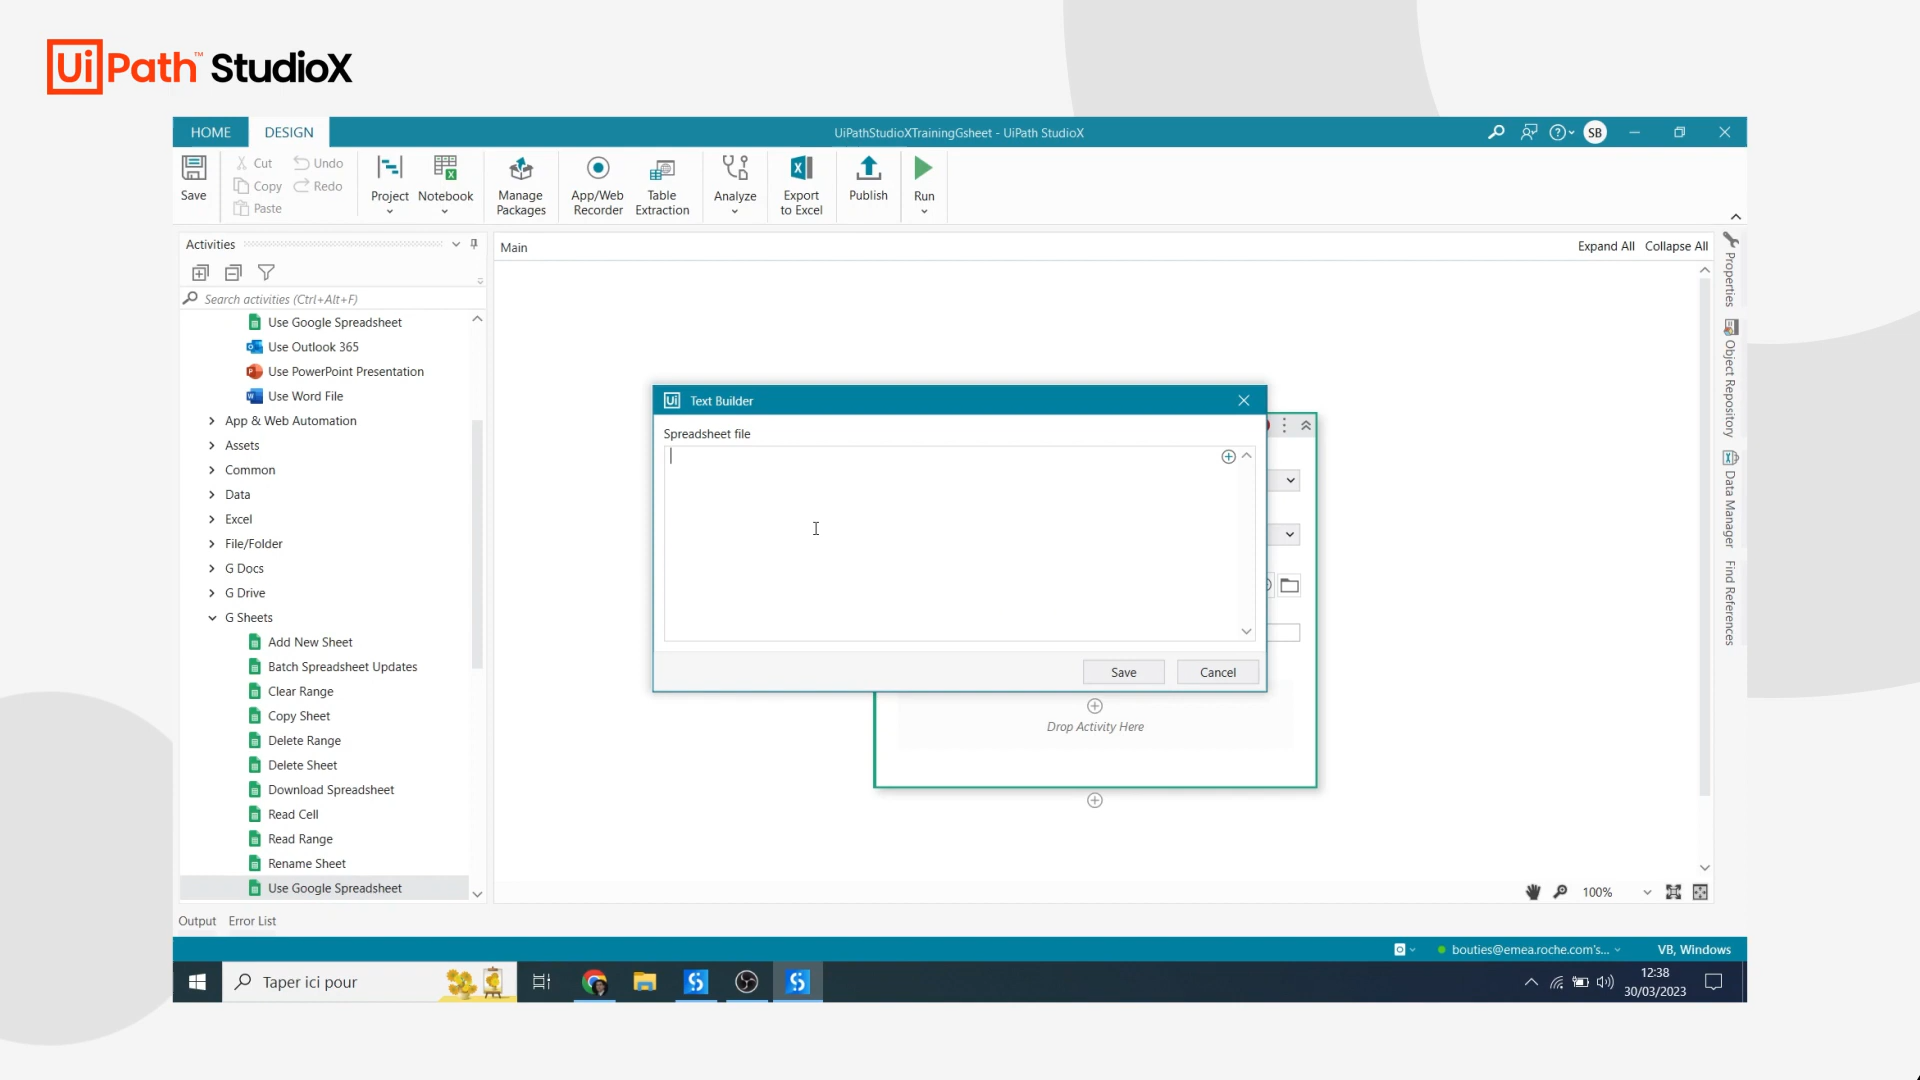 UiPath™ StudioX
HOME
DESIGN
UiPathStudioXTrainingGsheet - UiPath StudioX
SB
Save
Cut
Copy
Paste
Undo
Redo
Project
Notebook
Manage
Packages
App/Web
Recorder
Table
Extraction
Analyze
Export
to Excel
Publish
Run
Activities
Search activities (Ctrl+Alt+F)
Use Google Spreadsheet
Use Outlook 365
Use PowerPoint Presentation
Use Word File
App & Web Automation
Assets
Common
Data
Excel
File/Folder
G Docs
G Drive
G Sheets
Add New Sheet
Batch Spreadsheet Updates
Clear Range
Copy Sheet
Delete Range
Delete Sheet
Download Spreadsheet
Read Cell
Read Range
Rename Sheet
Use Google Spreadsheet
Main
Expand All
Collapse All
Ui Text Builder
Spreadsheet file
Save
Cancel
Drop Activity Here
100%
Properties
Object Repository
Data Manager
Find References
Output
Error List
bouties@emea.roche.com's...
VB, Windows
Taper ici pour
12:38
30/03/2023